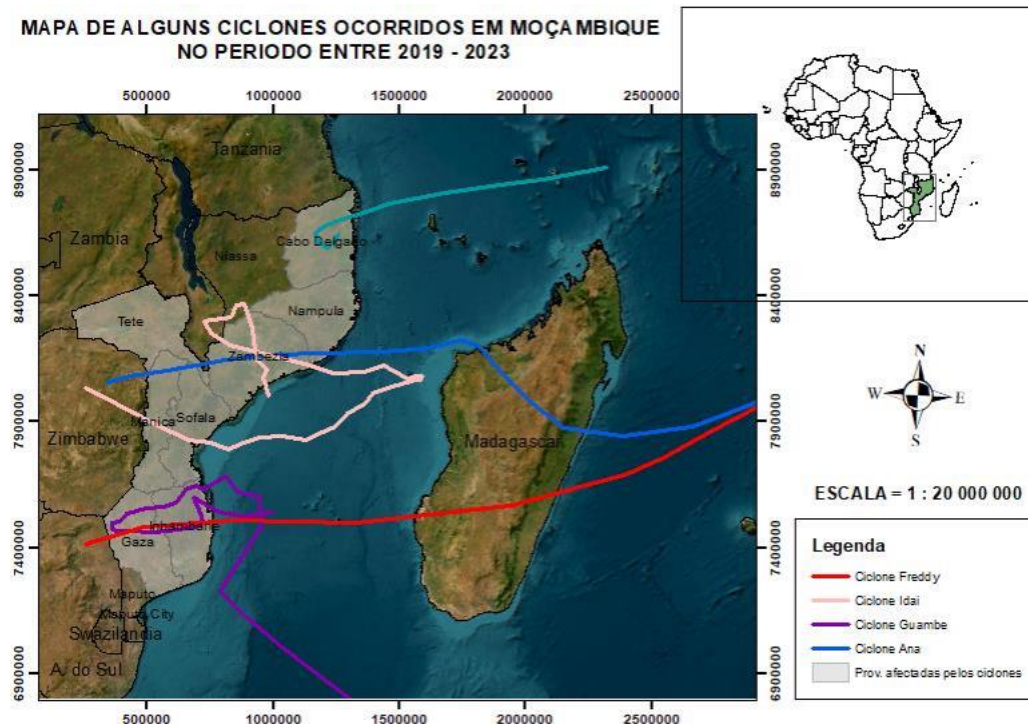 MAPA DE ALGUNS CICLONES OCORRIDOS EM MOÇAMBIQUE
NO PERIODO ENTRE 2019 - 2023
500000 1000000 1500000 2000000 2500000
8900000 8900000
8400000 8400000
7900000 7900000
7400000 7400000
6900000 6900000
Tanzania
Zambia
Cabo Delgado
Niassa
Nampula
Tete
Zambezia
Sofala
Manica
Zimbabwe
Madagascar
Inhambane
Gaza
Maputo
Maputo City
Swazilandia
A. do Sul
500000 1000000 1500000 2000000 2500000
N
W E
S
ESCALA = 1 : 20 000 000
Legenda
Ciclone Freddy
Ciclone Idai
Ciclone Guambe
Ciclone Ana
Prov. afectadas pelos ciclones